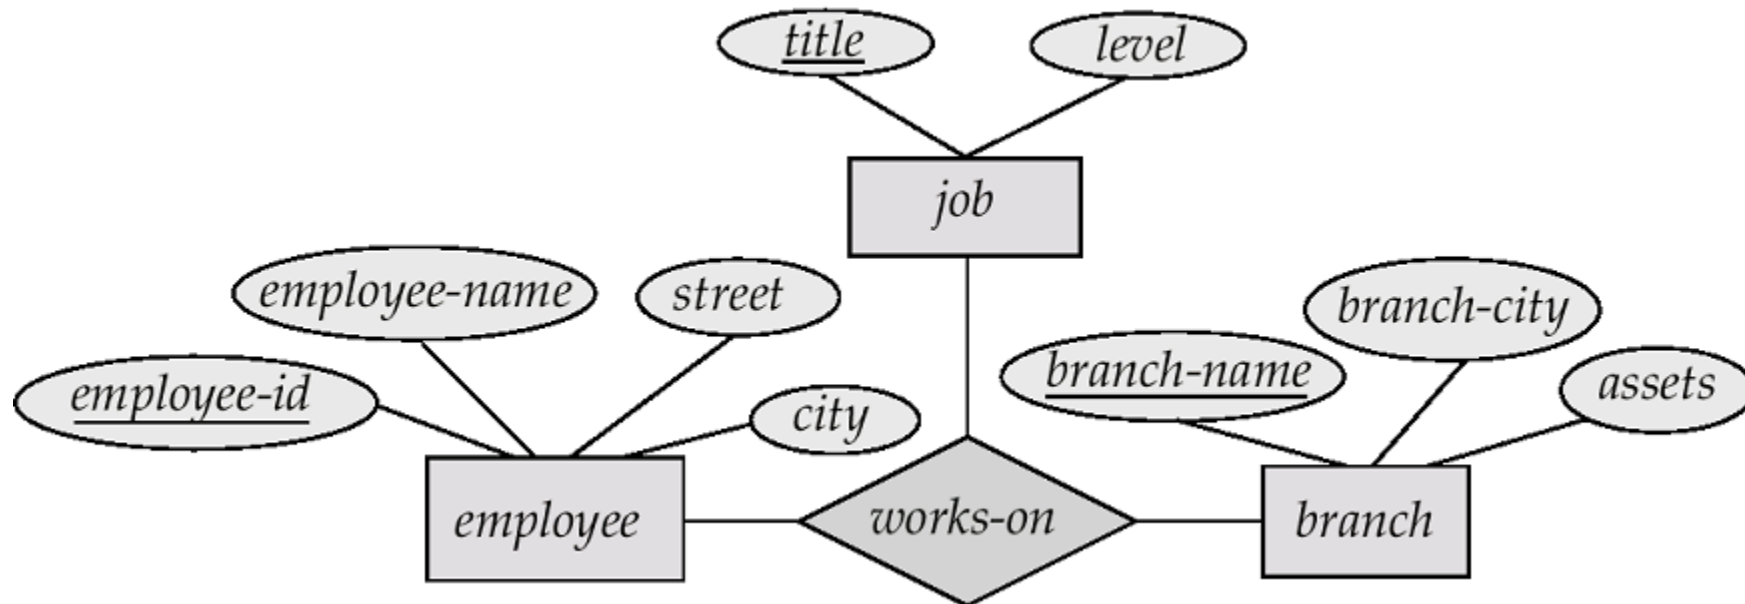 title
level
job
employee-name
street
branch-city
employee-id
branch-name
assets
city
employee
works-on
branch